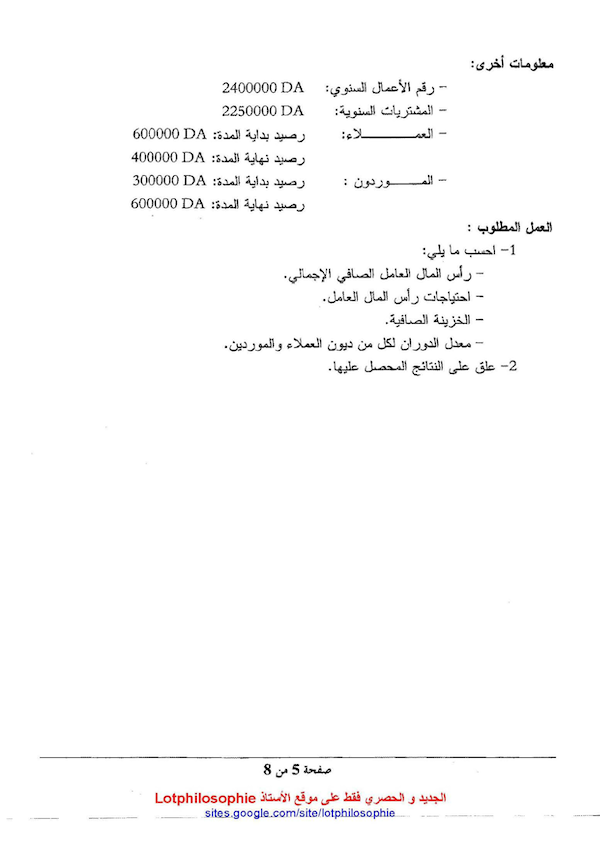 معلومات أخرى:
- رقم الأعمال السنوي: 2400000 DA
- المشتريات السنوية: 2250000 DA
- العمـــــــــلاء: رصيد بداية المدة: 600000 DA
رصيد نهاية المدة: 400000 DA
- المـــــوردون : رصيد بداية المدة: 300000 DA
رصيد نهاية المدة: 600000 DA
العمل المطلوب :
1- احسب ما يلي:
- رأس المال العامل الصافي الإجمالي.
- احتياجات رأس المال العامل.
- الخزينة الصافية.
- معدل الدوران لكل من ديون العملاء والموردين.
2- علق على النتائج المحصل عليها.
صفحة 5 من 8
الجديد و الحصري فقط على موقع الأستاذ Lotphilosophie
sites.google.com/site/lotphilosophie